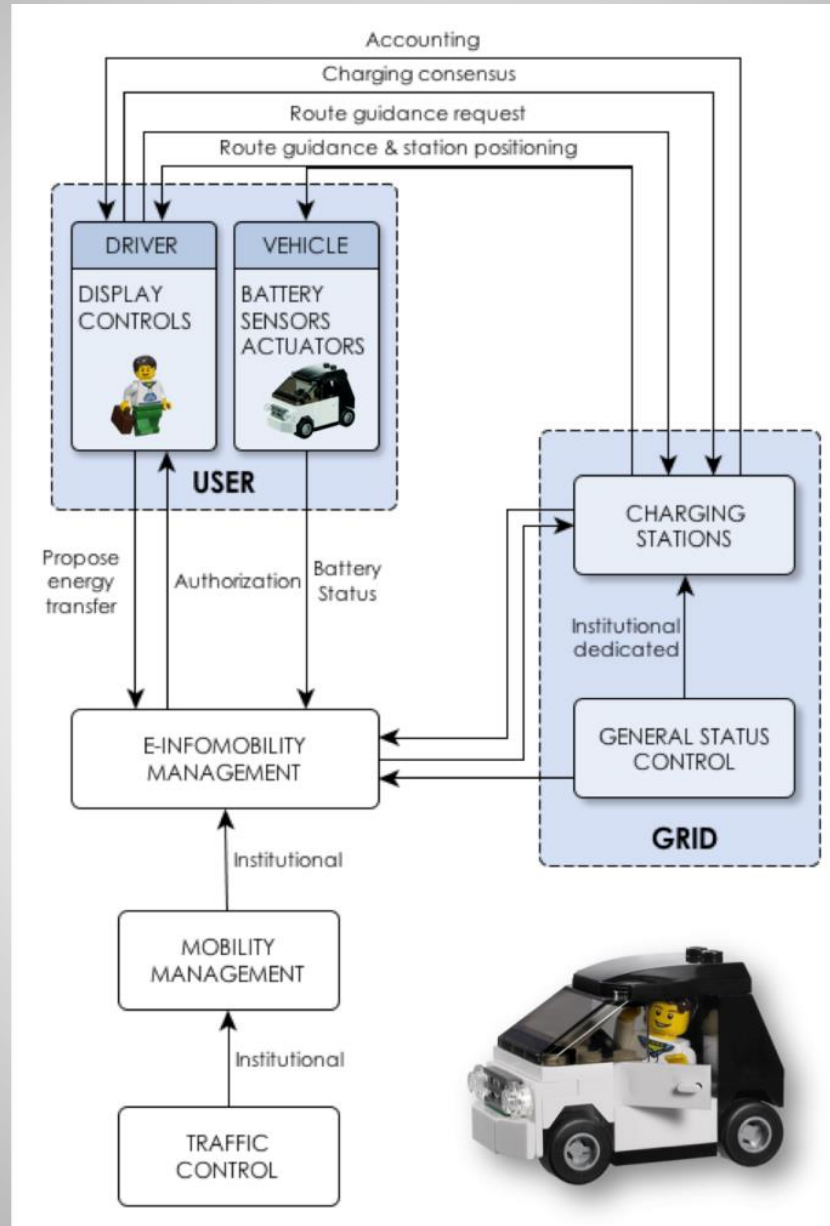 Accounting
Charging consensus
Route guidance request
Route guidance & station positioning
DRIVER
VEHICLE
DISPLAY
CONTROLS
BATTERY
SENSORS
ACTUATORS
USER
CHARGING
STATIONS
Propose
energy
transfer
Authorization
Battery
Status
Institutional
dedicated
E-INFOMOBILITY
MANAGEMENT
GENERAL STATUS
CONTROL
GRID
Institutional
MOBILITY
MANAGEMENT
Institutional
TRAFFIC
CONTROL